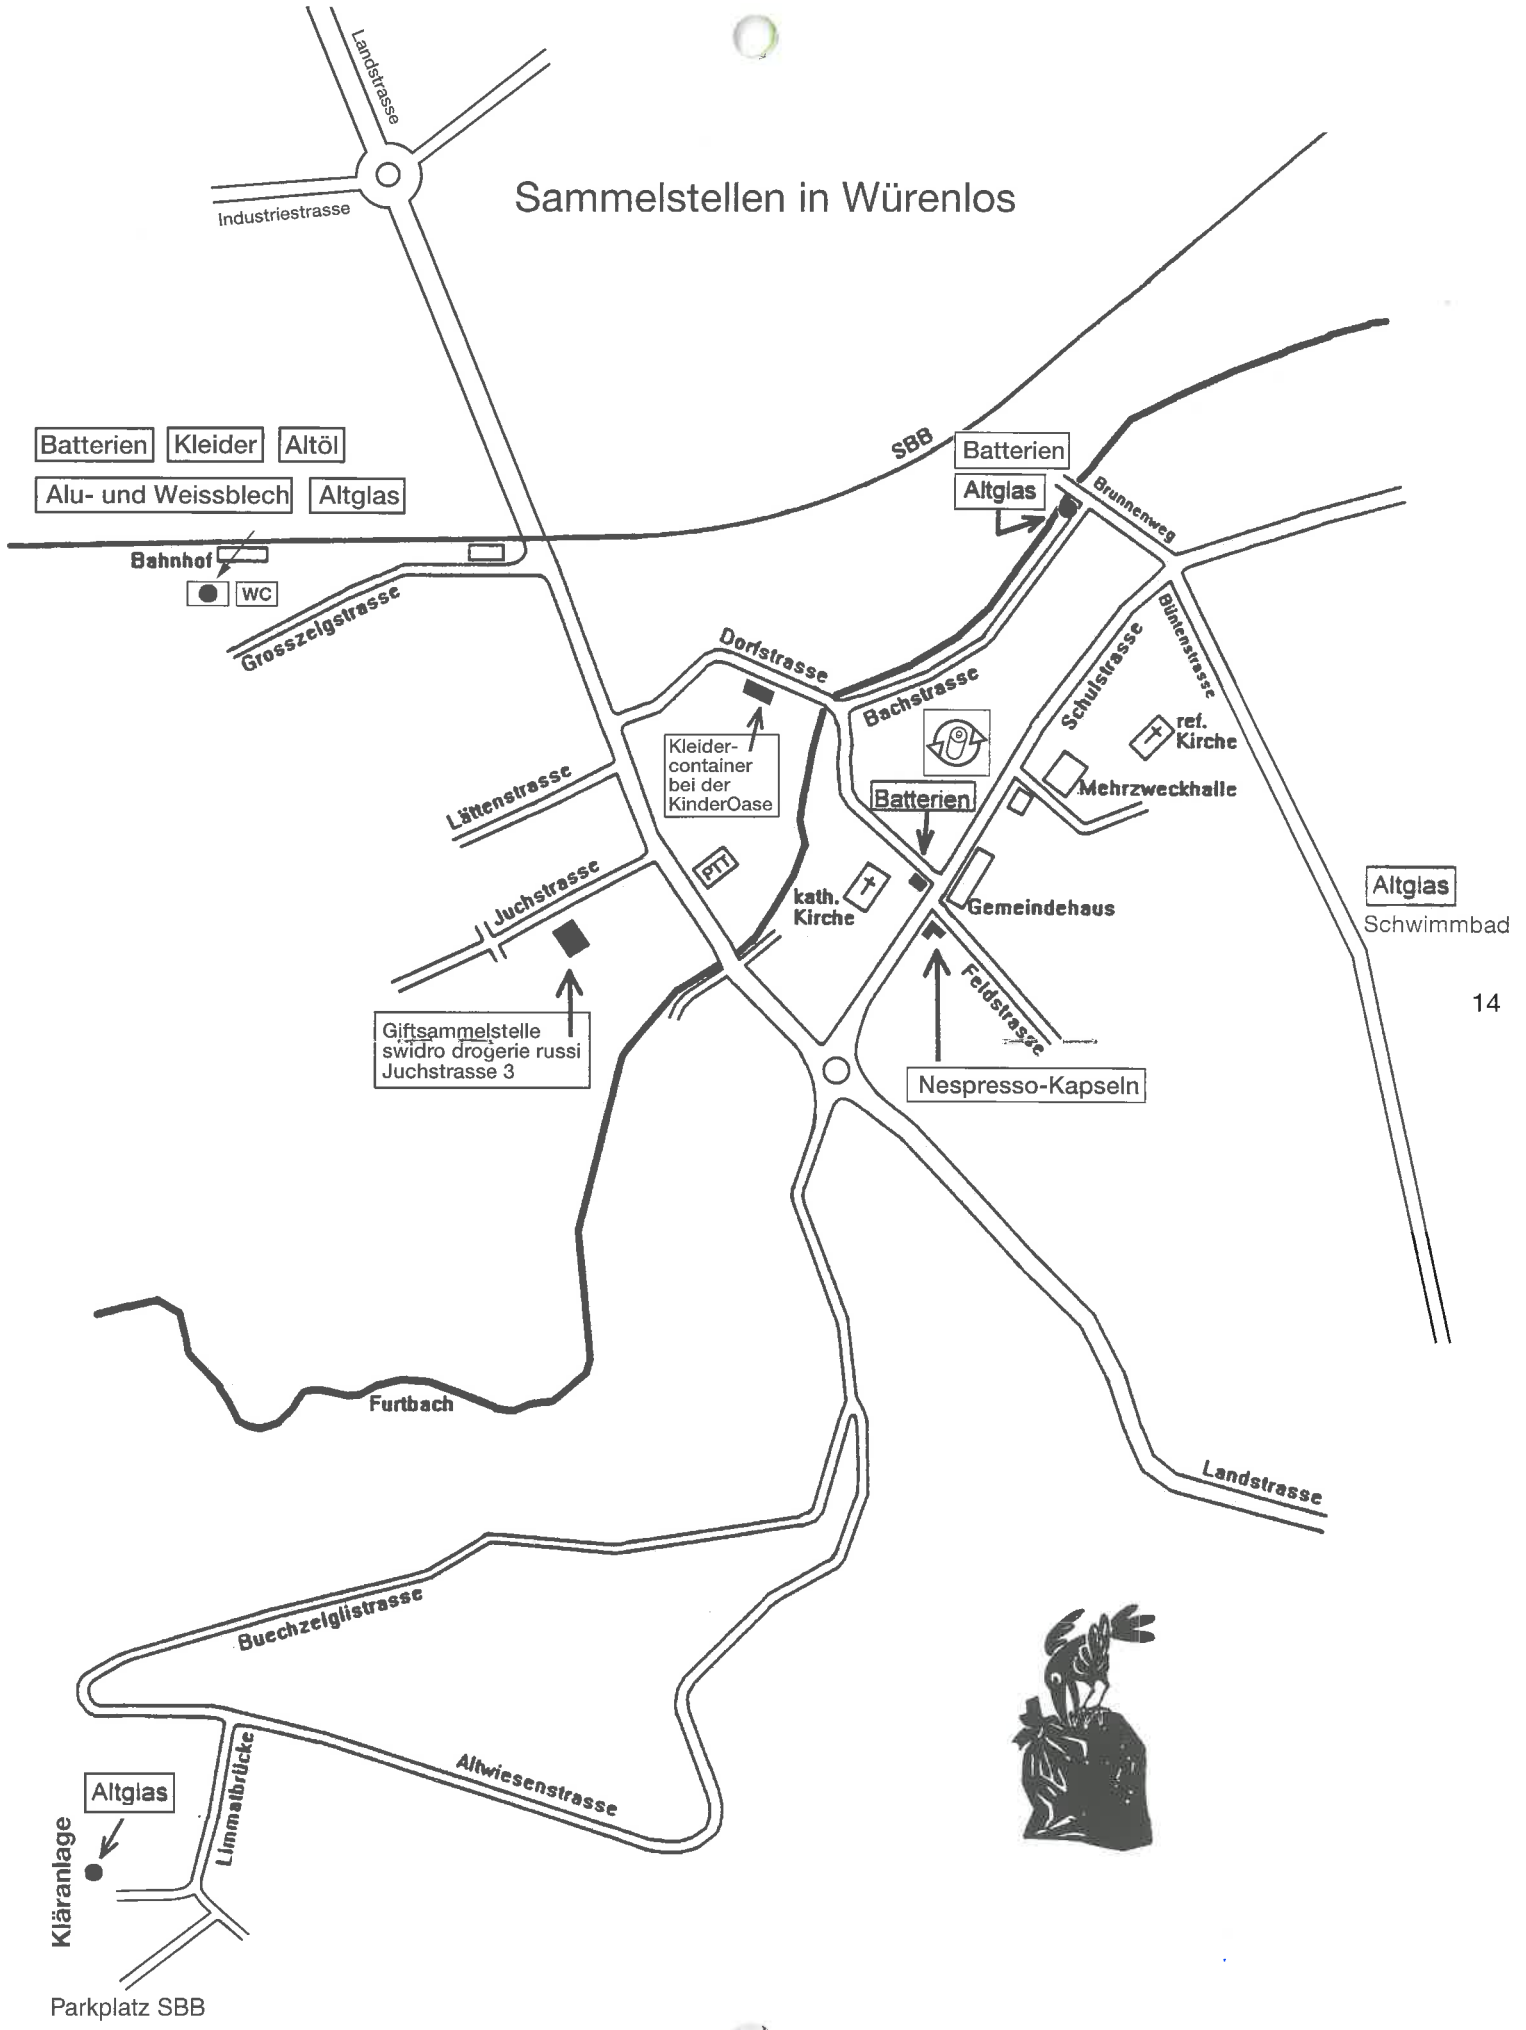 Landstrasse
Industriestrasse
Sammelstellen in Würenlos
Batterien Kleider Altöl
Alu- und Weissblech Altglas
Bahnhof
WC
Grosszelgstrasse
SBB
Batterien
Altglas
Brunnenweg
Dorfstrasse
Bachstrasse
Schulstrasse
Büntenstrasse
ref.
Kirche
Mehrzweckhalle
Kleider-
container
bei der
KinderOase
Batterien
Lättenstrasse
Juchstrasse
PTT
kath.
Kirche
Gemeindehaus
Feldstrasse
Altglas
Schwimmbad
14
Giftsammelstelle
swidro drogerie russi
Juchstrasse 3
Nespresso-Kapseln
Furtbach
Landstrasse
Buechzelglistrasse
Altwiesenstrasse
Limmatbrücke
Altglas
Kläranlage
Parkplatz SBB